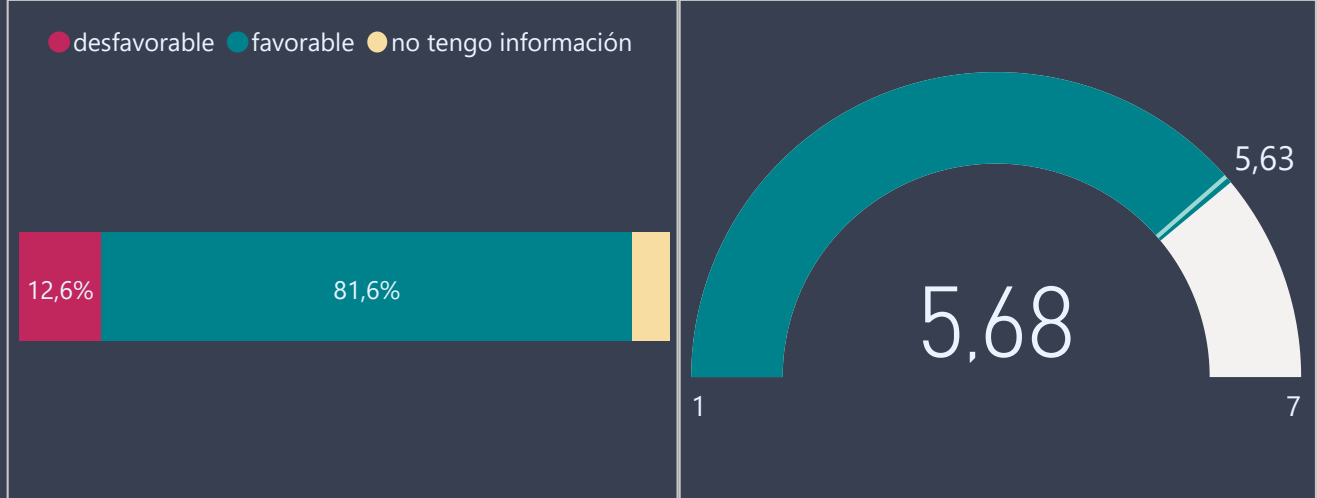 desfavorable favorable no tengo información
12,6% 81,6%
5,63
5,68
1 7